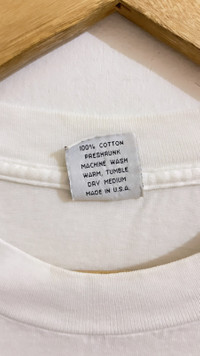 100% COTTON
PRESHRUNK
MACHINE WASH
WARM, TUMBLE
DRY MEDIUM
MADE IN U.S.A.